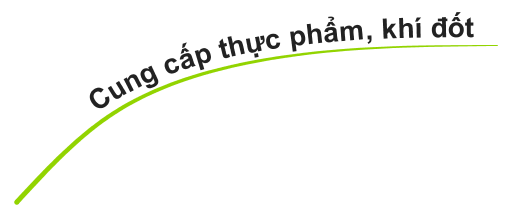 Cung cấp thực phẩm, khí đốt